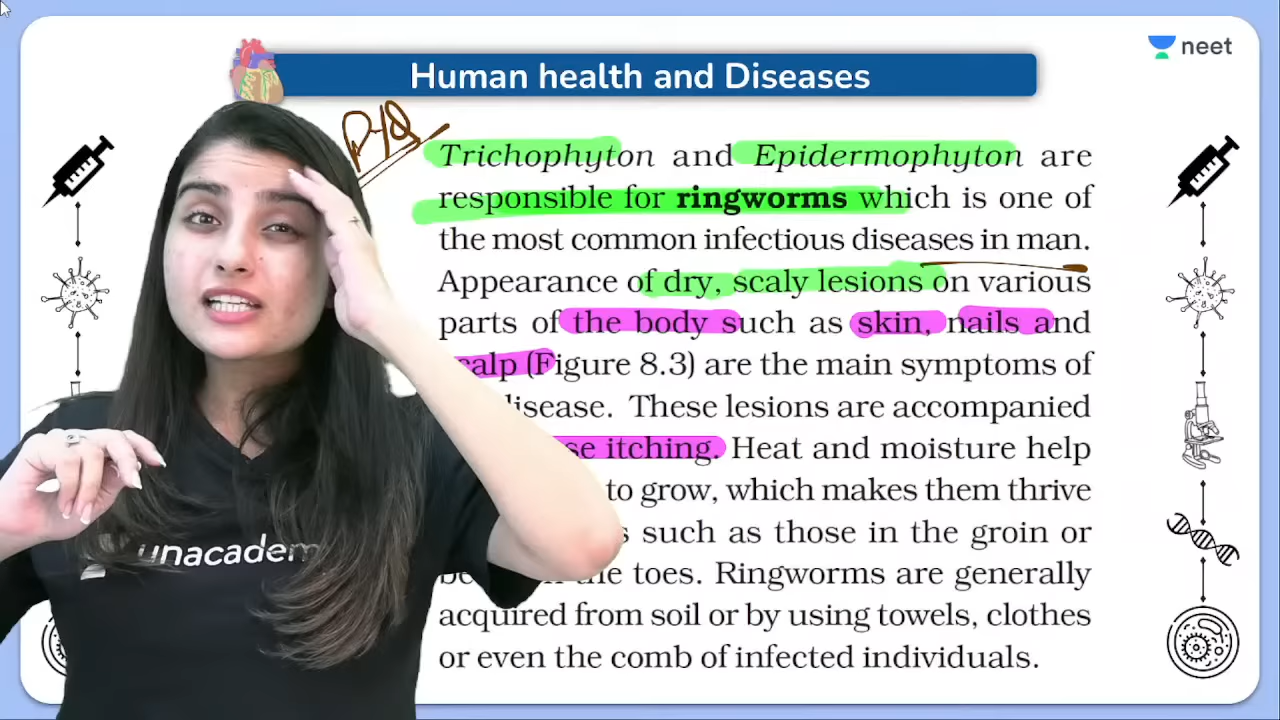 neet
Human health and Diseases
PYQ
Trichophyton and Epidermophyton are
responsible for ringworms which is one of
the most common infectious diseases in man.
Appearance of dry, scaly lesions on various
parts of the body such as skin, nails and
(Figure 8.3) are the main symptoms of
These lesions are accompanied
itching. Heat and moisture help
to grow, which makes them thrive
such as those in the groin or
the toes. Ringworms are generally
acquired from soil or by using towels, clothes
or even the comb of infected individuals.